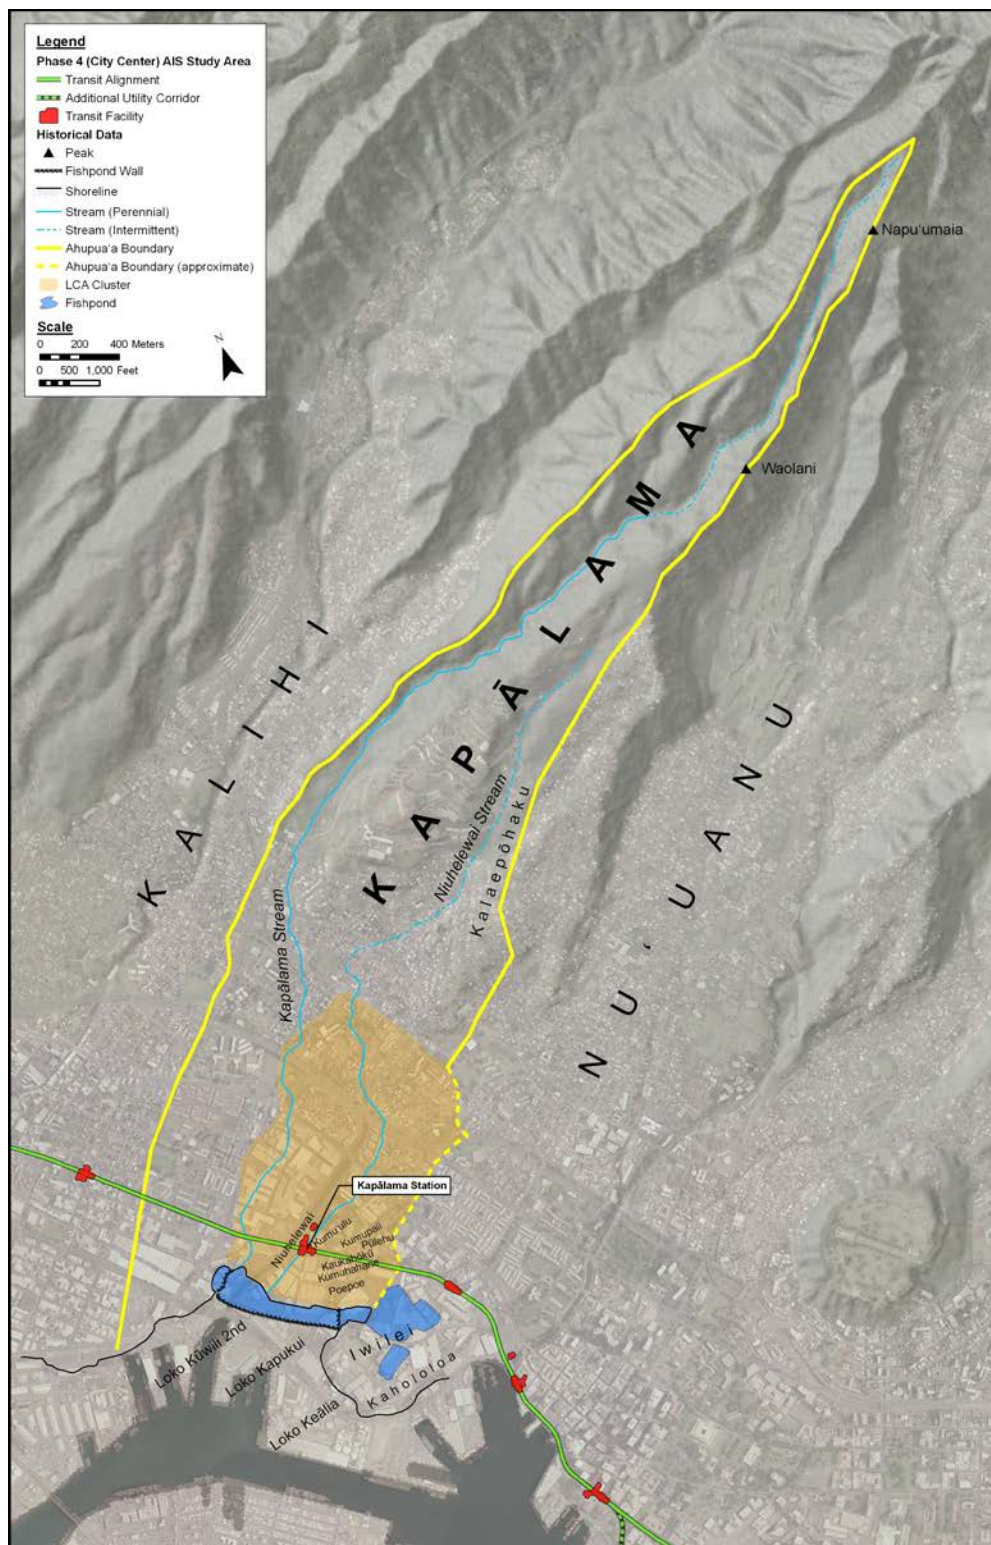 Legend
Phase 4 (City Center) AIS Study Area
Transit Alignment
Additional Utility Corridor
Transit Facility
Historical Data
Peak
Fishpond Wall
Shoreline
Stream (Perennial)
Stream (Intermittent)
Ahupua'a Boundary
Ahupua'a Boundary (approximate)
LCA Cluster
Fishpond
Scale
0 200 400 Meters
0 500 1,000 Feet
N
Napu'umaia
Waolani
KAPĀLAMA
KALIHI
NU'UANU
Niuhelewai Stream
Kalaepōhaku
Kapālama Stream
Kapālama Station
Niuhelewai
Kumu'ulu
Kumupali
Pūlehu
Kaukahōkū
Kumuhahane
Poepoe
Iwilei
Kahololoa
Loko Kūwili 2nd
Loko Kapukui
Loko Keālia